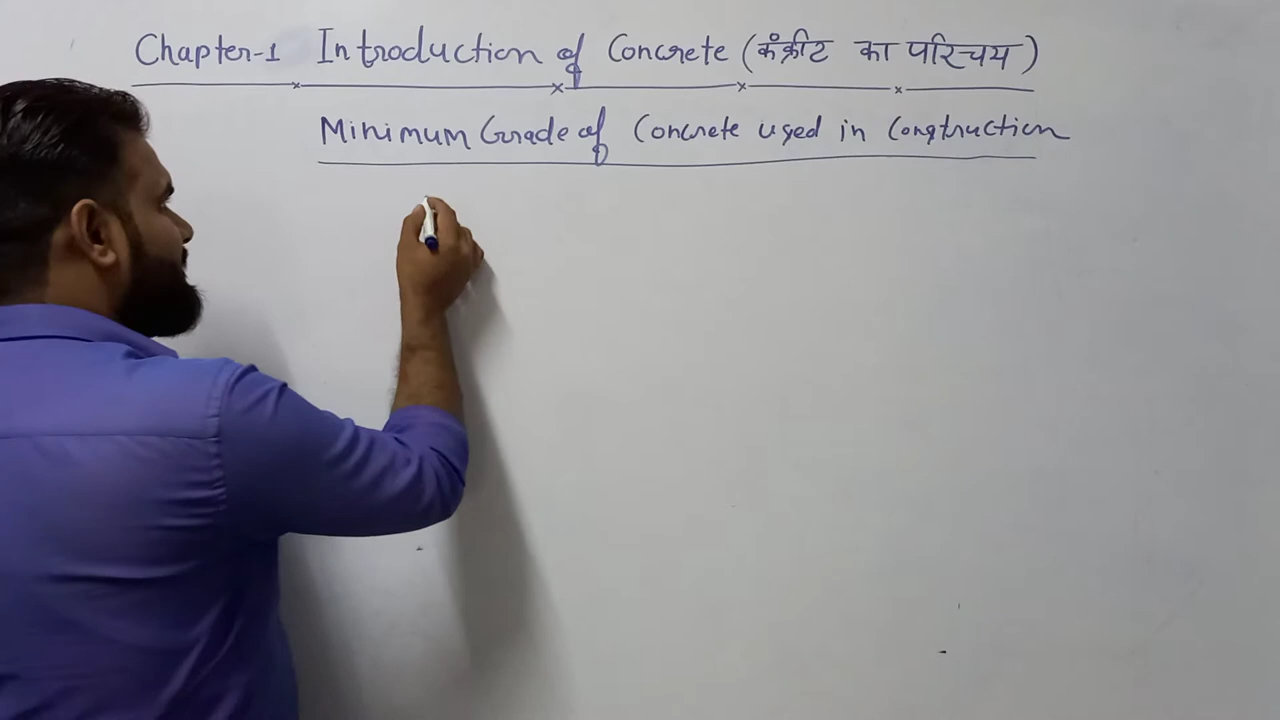 Chapter-1 Introduction of Concrete (कंक्रीट का परिचय)
Minimum Grade of Concrete used in Construction